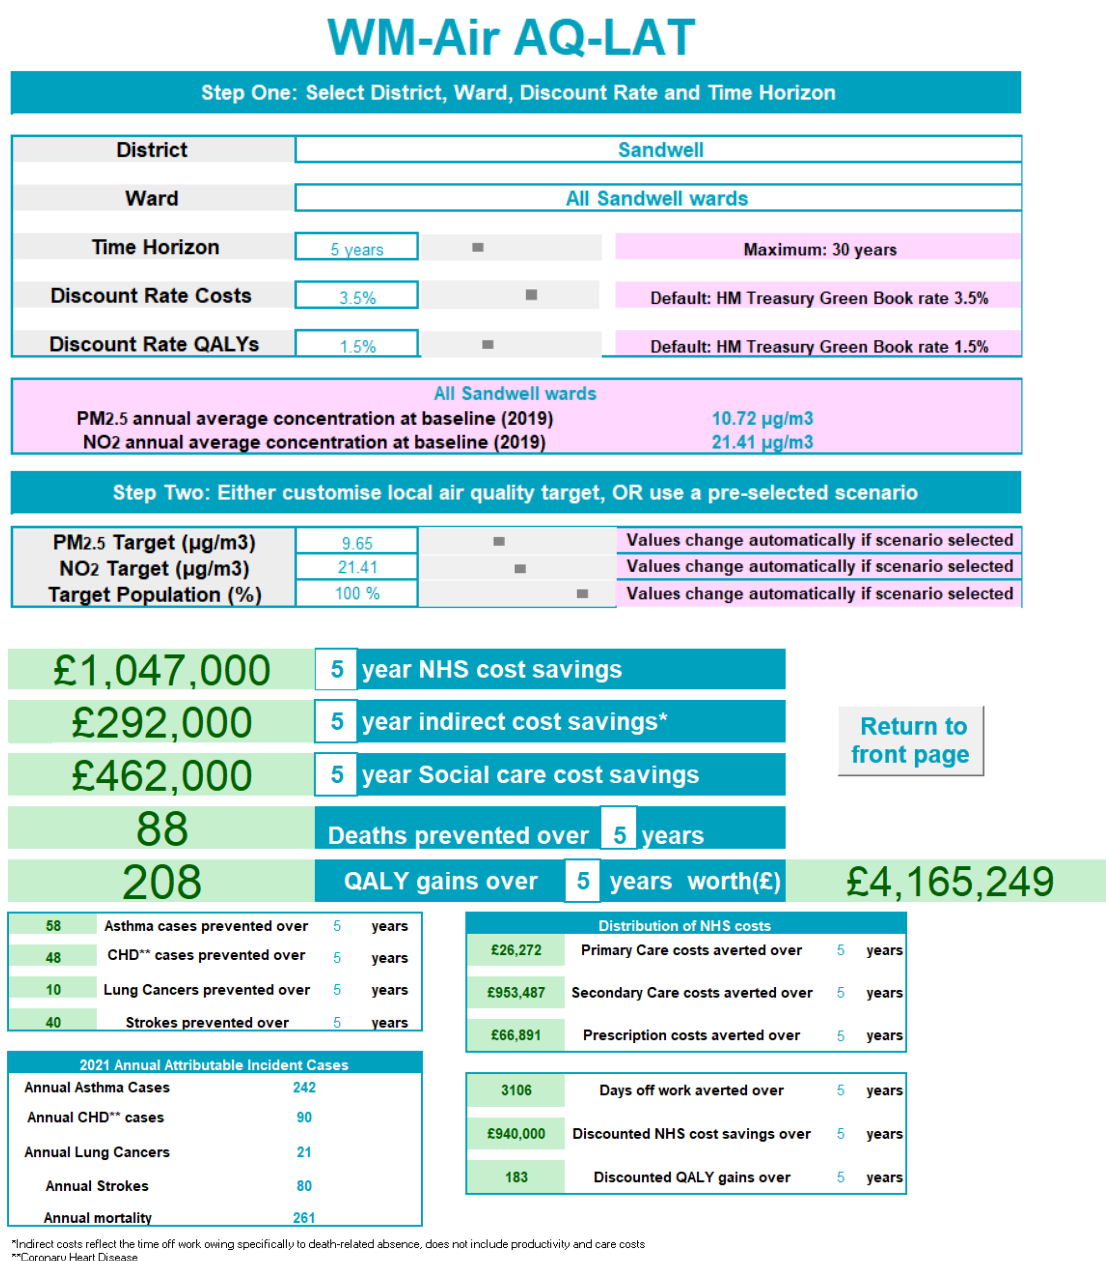 WM-Air AQ-LAT
Step One: Select District, Ward, Discount Rate and Time Horizon
District Sandwell
Ward All Sandwell wards
Time Horizon 5 years Maximum: 30 years
Discount Rate Costs 3.5% Default: HM Treasury Green Book rate 3.5%
Discount Rate QALYs 1.5% Default: HM Treasury Green Book rate 1.5%
All Sandwell wards
PM2.5 annual average concentration at baseline (2019) 10.72 µg/m3
NO2 annual average concentration at baseline (2019) 21.41 µg/m3
Step Two: Either customise local air quality target, OR use a pre-selected scenario
PM2.5 Target (µg/m3) 9.65 Values change automatically if scenario selected
NO2 Target (µg/m3) 21.41 Values change automatically if scenario selected
Target Population (%) 100 % Values change automatically if scenario selected
£1,047,000 5 year NHS cost savings
£292,000 5 year indirect cost savings*
£462,000 5 year Social care cost savings
Return to
front page
88 Deaths prevented over 5 years
208 QALY gains over 5 years worth(£) £4,165,249
58 Asthma cases prevented over 5 years
48 CHD** cases prevented over 5 years
10 Lung Cancers prevented over 5 years
40 Strokes prevented over 5 years
2021 Annual Attributable Incident Cases
Annual Asthma Cases 242
Annual CHD** cases 90
Annual Lung Cancers 21
Annual Strokes 80
Annual mortality 261
Distribution of NHS costs
£26,272 Primary Care costs averted over 5 years
£953,487 Secondary Care costs averted over 5 years
£66,891 Prescription costs averted over 5 years
3106 Days off work averted over 5 years
£940,000 Discounted NHS cost savings over 5 years
183 Discounted QALY gains over 5 years
*Indirect costs reflect the time off work owing specifically to death-related absence, does not include productivity and care costs
**Coronary Heart Disease